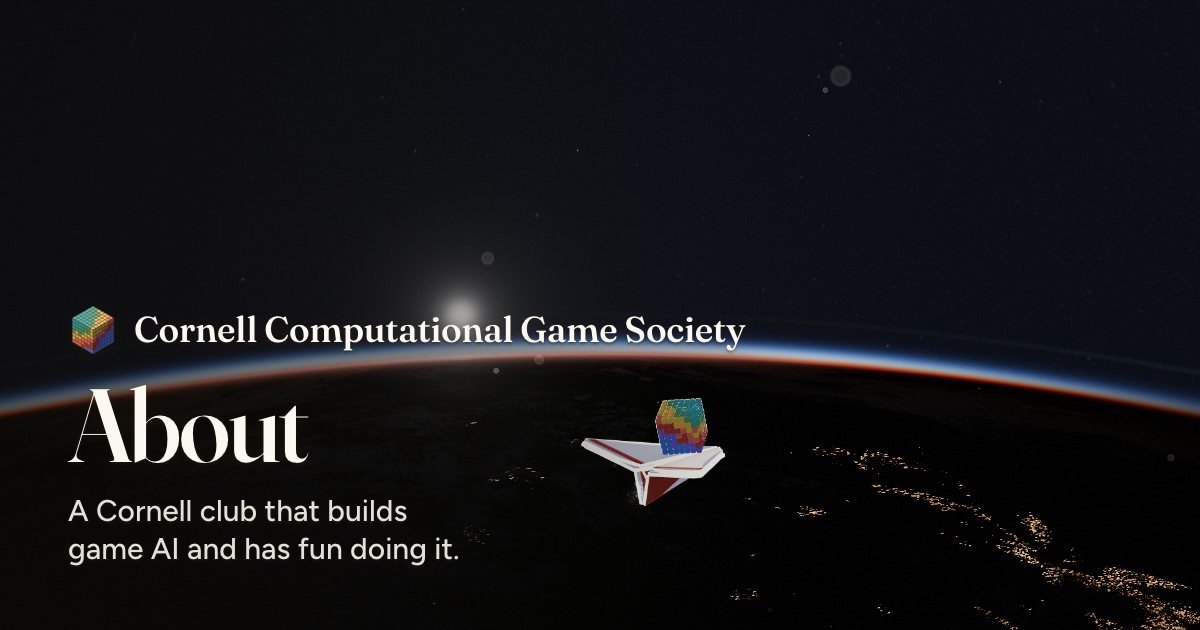 Cornell Computational Game Society
About
A Cornell club that builds
game AI and has fun doing it.